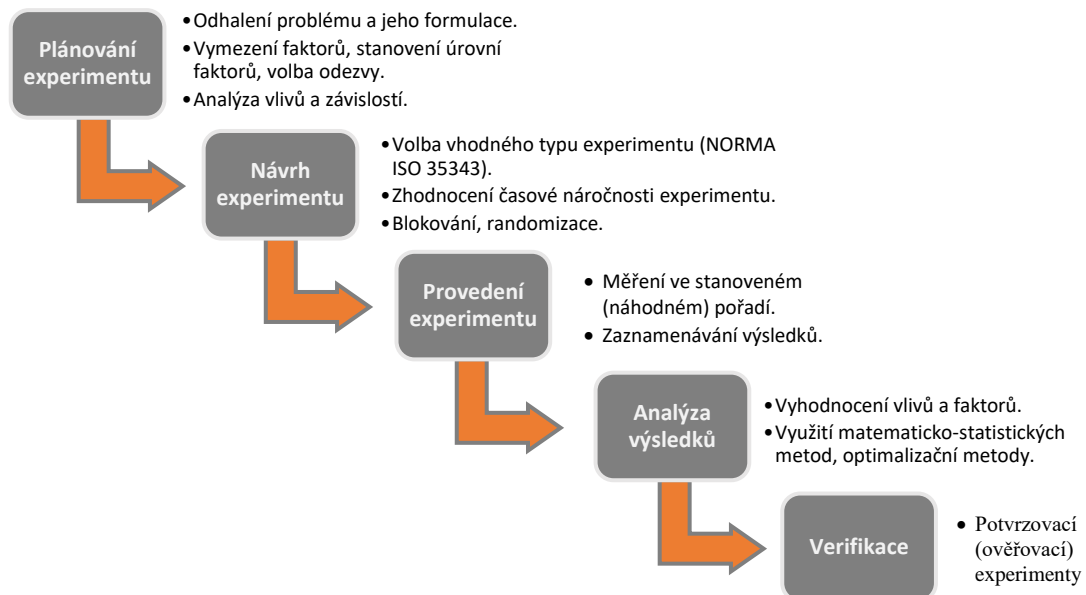 Plánování
experimentu
•Odhalení problému a jeho formulace.
•Vymezení faktorů, stanovení úrovní
faktorů, volba odezvy.
•Analýza vlivů a závislostí.
Návrh
experimentu
•Volba vhodného typu experimentu (NORMA
ISO 35343).
•Zhodnocení časové náročnosti experimentu.
•Blokování, randomizace.
Provedení
experimentu
• Měření ve stanoveném
(náhodném) pořadí.
• Zaznamenávání výsledků.
Analýza
výsledků
•Vyhodnocení vlivů a faktorů.
•Využití matematicko-statistických
metod, optimalizační metody.
Verifikace
• Potvrzovací
(ověřovací)
experimenty